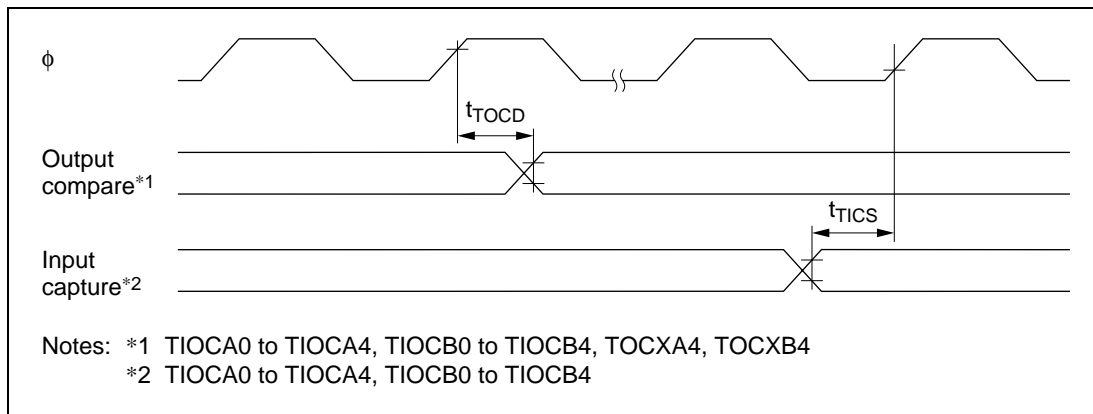 ϕ
tTOCD
Output
compare*1
tTICS
Input
capture*2
Notes: *1 TIOCA0 to TIOCA4, TIOCB0 to TIOCB4, TOCXA4, TOCXB4
*2 TIOCA0 to TIOCA4, TIOCB0 to TIOCB4